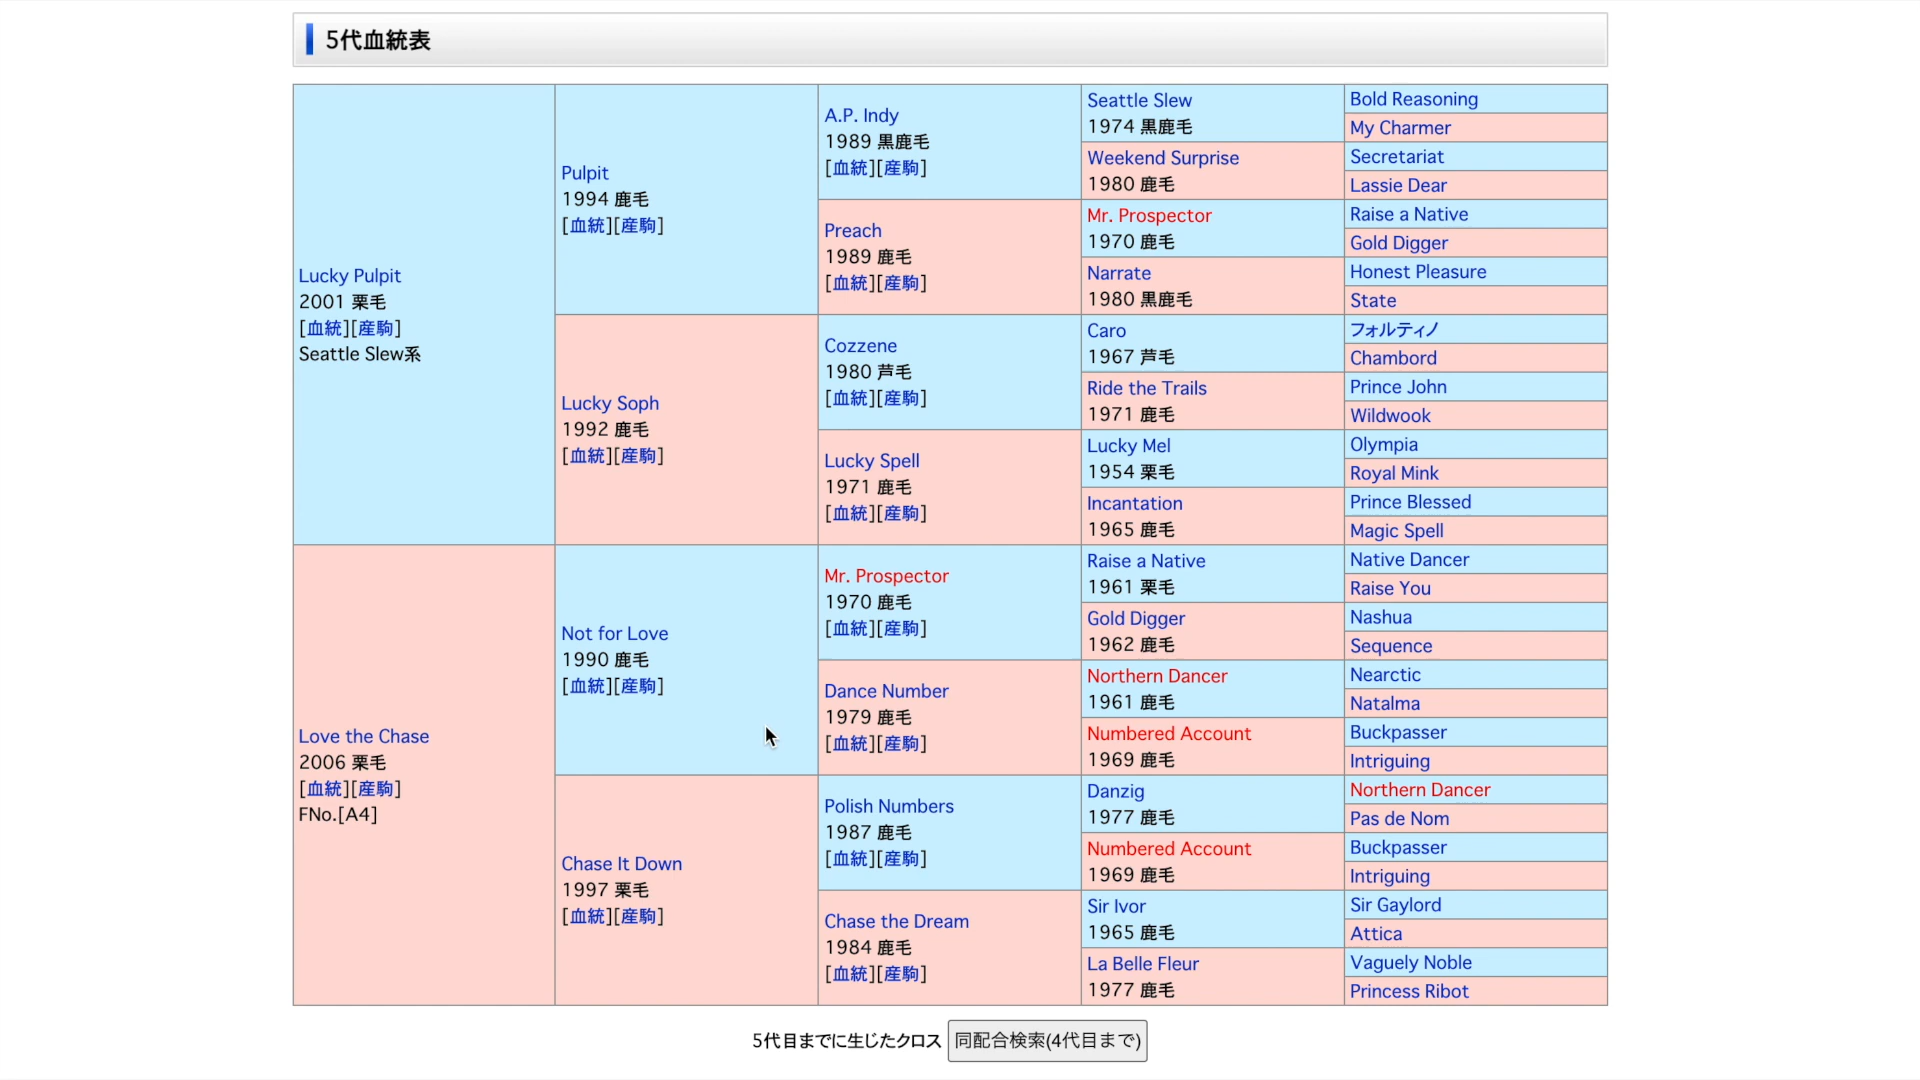 5代血統表
Lucky Pulpit
2001 栗毛
[血統][産駒]
Seattle Slew系
Pulpit
1994 鹿毛
[血統][産駒]
A.P. Indy
1989 黒鹿毛
[血統][産駒]
Seattle Slew
1974 黒鹿毛
Bold Reasoning
My Charmer
Weekend Surprise
1980 鹿毛
Secretariat
Lassie Dear
Preach
1989 鹿毛
[血統][産駒]
Mr. Prospector
1970 鹿毛
Raise a Native
Gold Digger
Narrate
1980 黒鹿毛
Honest Pleasure
State
Lucky Soph
1992 鹿毛
[血統][産駒]
Cozzene
1980 芦毛
[血統][産駒]
Caro
1967 芦毛
フォルティノ
Chambord
Ride the Trails
1971 鹿毛
Prince John
Wildwook
Lucky Spell
1971 鹿毛
[血統][産駒]
Lucky Mel
1954 栗毛
Olympia
Royal Mink
Incantation
1965 鹿毛
Prince Blessed
Magic Spell
Love the Chase
2006 栗毛
[血統][産駒]
FNo.[A4]
Not for Love
1990 鹿毛
[血統][産駒]
Mr. Prospector
1970 鹿毛
[血統][産駒]
Raise a Native
1961 栗毛
Native Dancer
Raise You
Gold Digger
1962 鹿毛
Nashua
Sequence
Dance Number
1979 鹿毛
[血統][産駒]
Northern Dancer
1961 鹿毛
Nearctic
Natalma
Numbered Account
1969 鹿毛
Buckpasser
Intriguing
Chase It Down
1997 栗毛
[血統][産駒]
Polish Numbers
1987 鹿毛
[血統][産駒]
Danzig
1977 鹿毛
Northern Dancer
Pas de Nom
Numbered Account
1969 鹿毛
Buckpasser
Intriguing
Chase the Dream
1984 鹿毛
[血統][産駒]
Sir Ivor
1965 鹿毛
Sir Gaylord
Attica
La Belle Fleur
1977 鹿毛
Vaguely Noble
Princess Ribot
5代目までに生じたクロス 同配合検索(4代目まで)